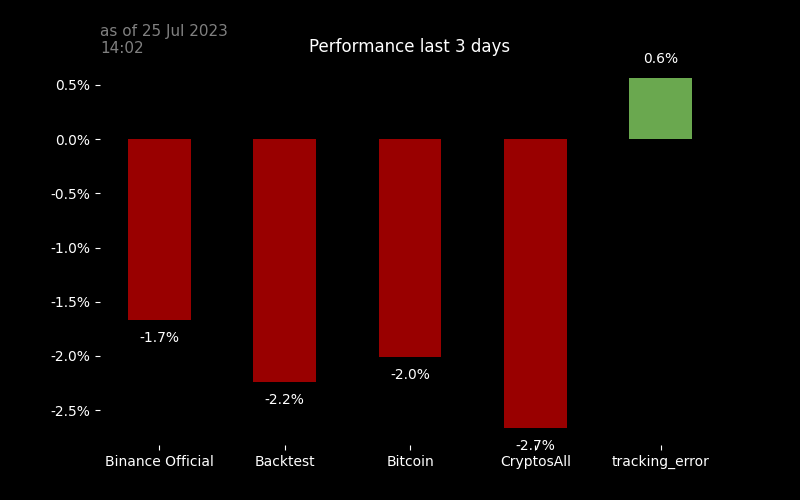 as of 25 Jul 2023
14:02
Performance last 3 days
0.6%
0.5%
0.0%
-0.5%
-1.0%
-1.5%
-2.0%
-2.5%
-1.7%
-2.2%
-2.0%
-2.7%
Binance Official
Backtest
Bitcoin
CryptosAll
tracking_error